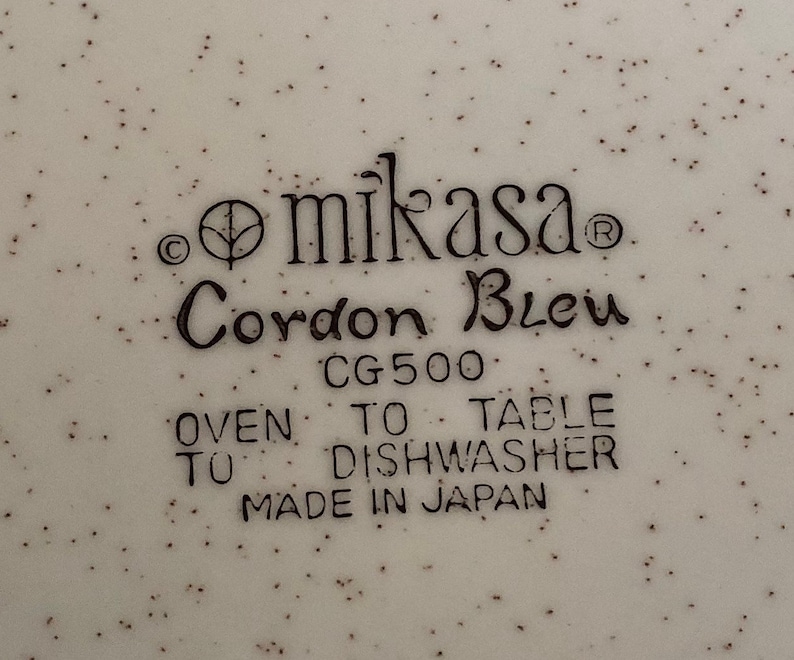 © mikasa ®
Cordon Bleu
CG500
OVEN TO TABLE
TO DISHWASHER
MADE IN JAPAN